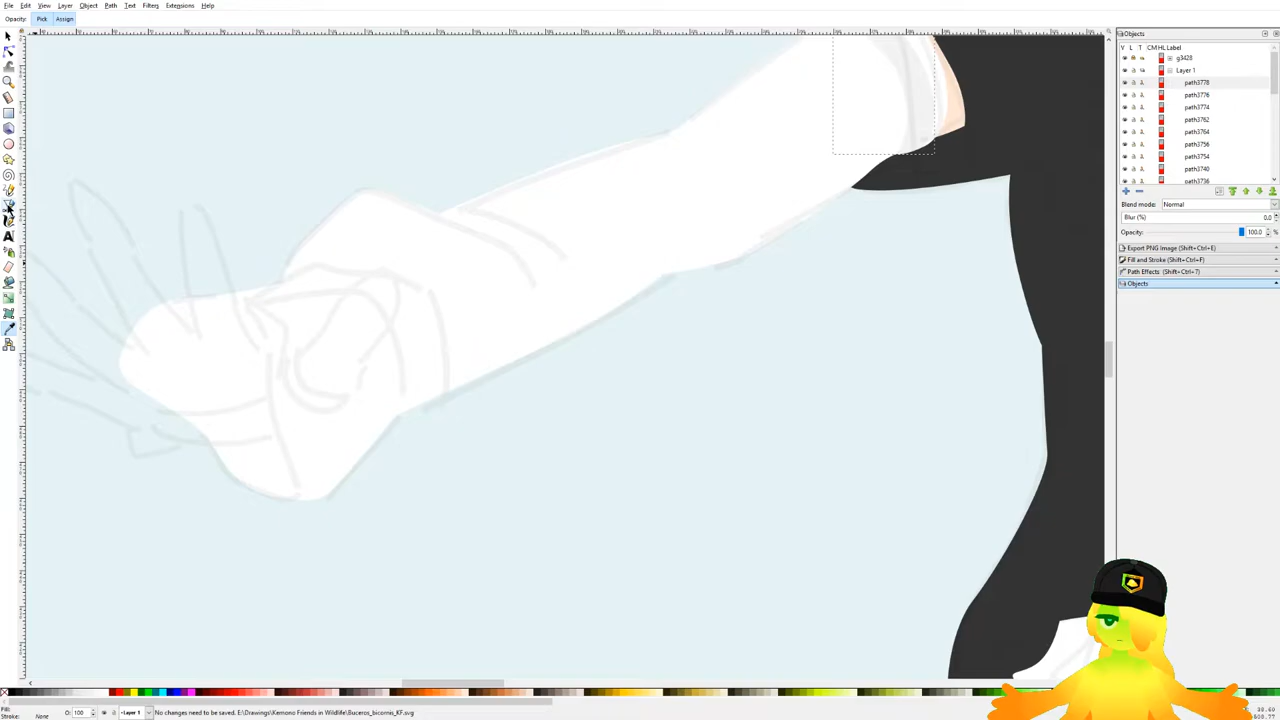 File Edit View Layer Object Path Text Filters Extensions Help
Opacity: Pick Assign
Objects
V L T CM HL Label
g3428
Layer 1
path3778
path3776
path3774
path3762
path3764
path3756
path3754
path3740
path3736
Blend mode: Normal
Blur (%) 0.0
Opacity: 100.0 %
Export PNG Image (Shift+Ctrl+E)
Fill and Stroke (Shift+Ctrl+F)
Path Effects (Shift+Ctrl+7)
Objects
Fill:
Stroke: None
O: 100
Layer 1
No changes need to be saved. E:\Drawings\Kemono Friends in Wildlife\Buceros_bicornis_KF.svg